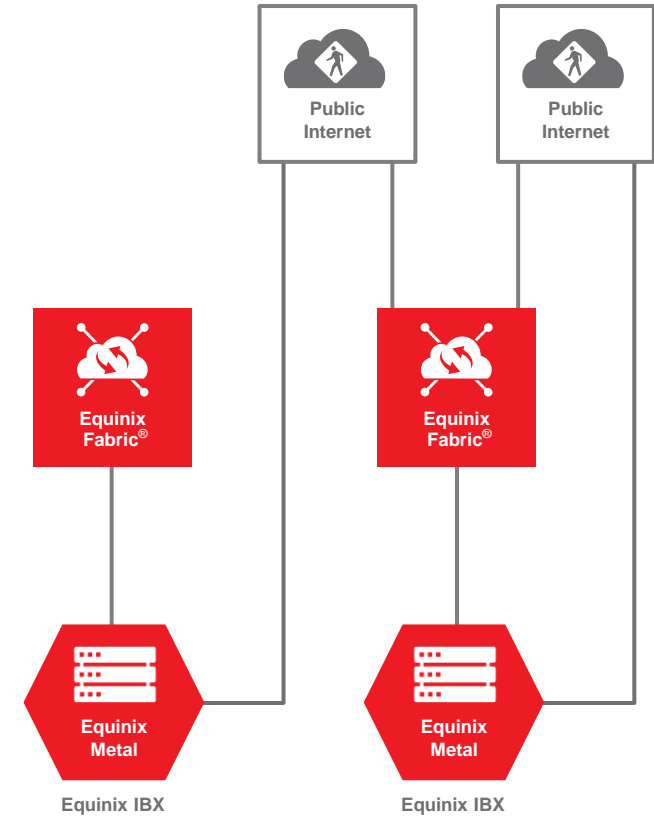 Public
Internet
Public
Internet
Equinix
Fabric®
Equinix
Fabric®
Equinix
Metal
Equinix
Metal
Equinix IBX
Equinix IBX